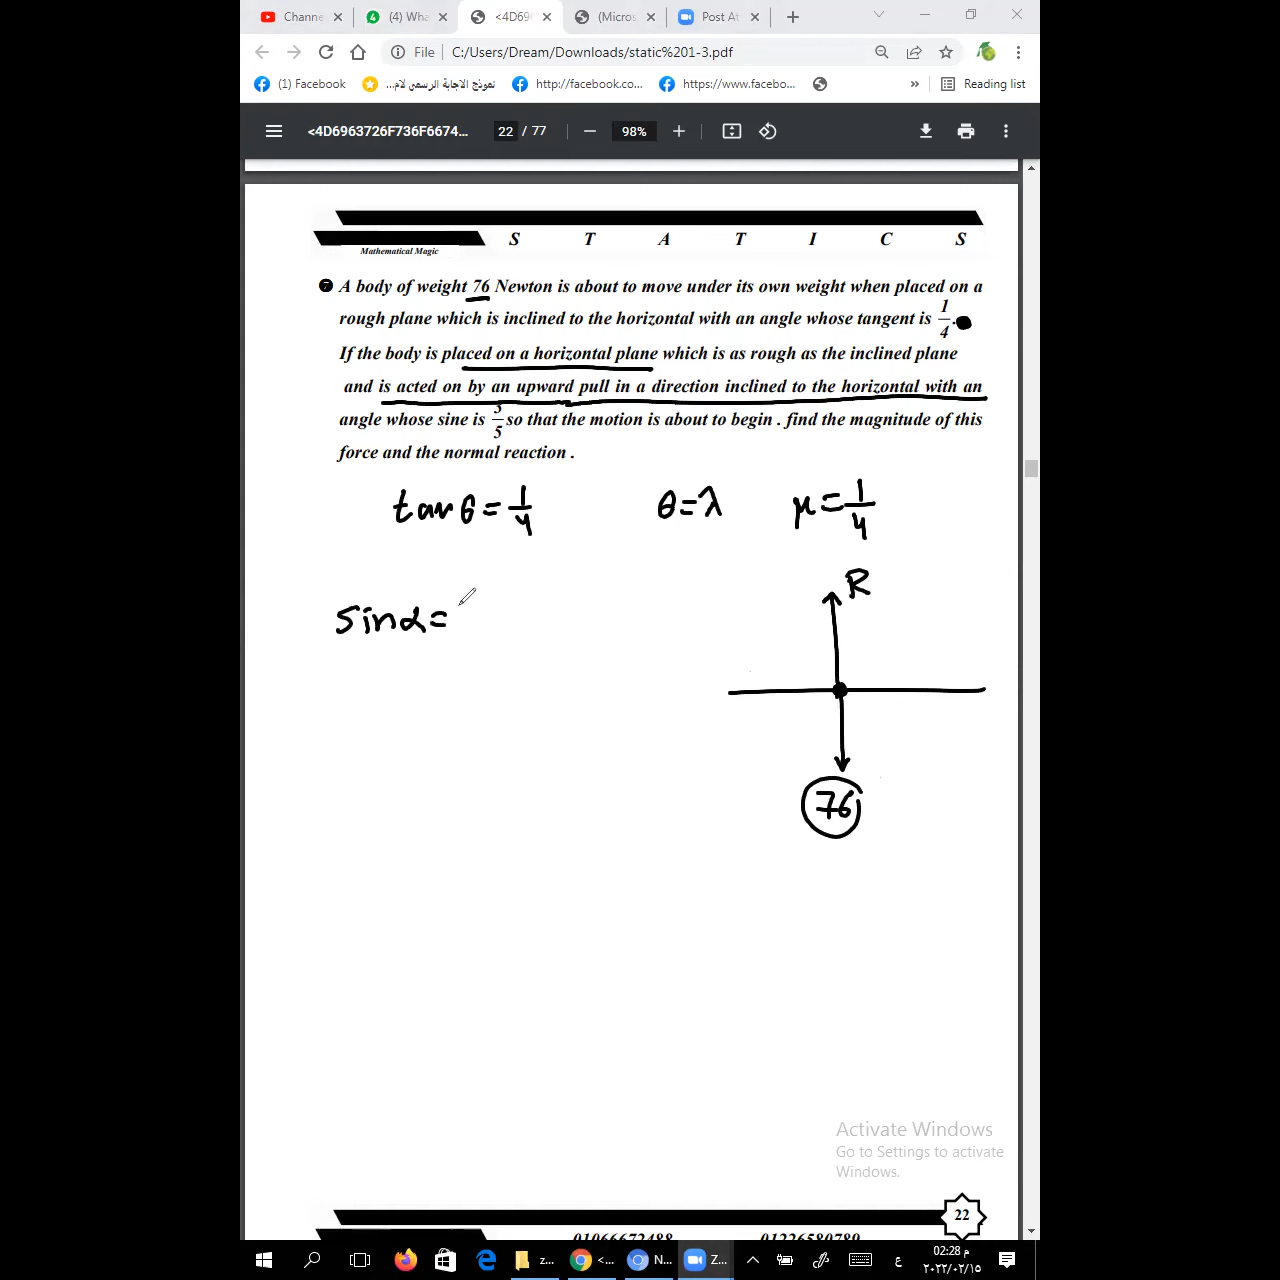 Channe
(4) Wha
<4D69
(Micros
Post At
File
C:/Users/Dream/Downloads/static%201-3.pdf
(1) Facebook
نموذج الاجابة الرسمى لام...
http://facebook.co...
https://www.facebo...
»
Reading list
<4D6963726F736F6674...
22 / 77
98%
S T A T I C S
Mathematical Magic
7 A body of weight 76 Newton is about to move under its own weight when placed on a
rough plane which is inclined to the horizontal with an angle whose tangent is 1/4.
If the body is placed on a horizontal plane which is as rough as the inclined plane
and is acted on by an upward pull in a direction inclined to the horizontal with an
angle whose sine is 3/5 so that the motion is about to begin . find the magnitude of this
force and the normal reaction .
tan θ = 1/4 θ = λ μ = 1/4
R
Sin α =
76
Activate Windows
Go to Settings to activate
Windows.
22
01066672488 01226580789
z...
<...
N...
Z...
ع
02:28 م
٢٠٢٢/٠٢/١٥